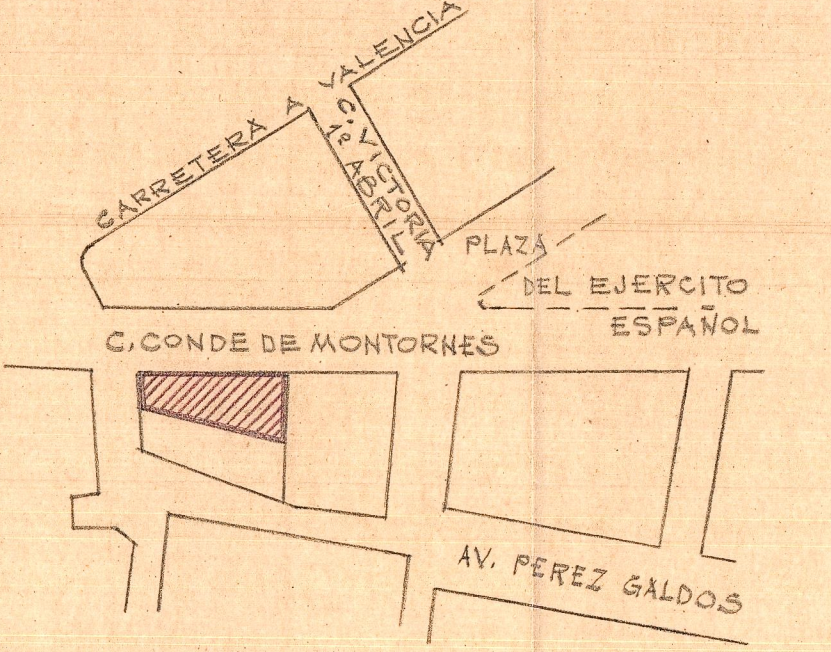 CARRETERA A VALENCIA
C. VICTORIA
1º ABRIL
PLAZA
DEL EJERCITO
ESPAÑOL
C. CONDE DE MONTORNES
AV. PEREZ GALDOS